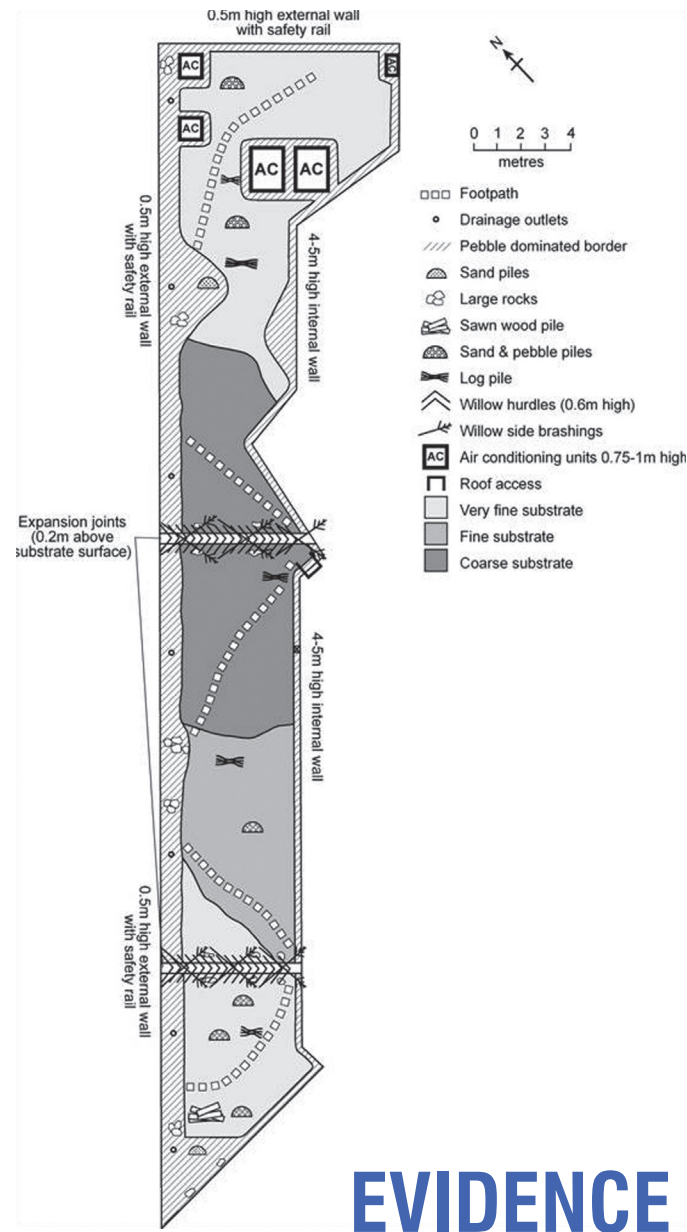 0.5m high external wall
with safety rail
N
AC
AC
AC
AC
AC
0 1 2 3 4
metres
Footpath
Drainage outlets
Pebble dominated border
Sand piles
Large rocks
Sawn wood pile
Sand & pebble piles
Log pile
Willow hurdles (0.6m high)
Willow side brashings
AC Air conditioning units 0.75-1m high
Roof access
Very fine substrate
Fine substrate
Coarse substrate
0.5m high external wall
with safety rail
4-5m high internal wall
Expansion joints
(0.2m above
substrate surface)
4-5m high internal wall
0.5m high external wall
with safety rail
EVIDENCE